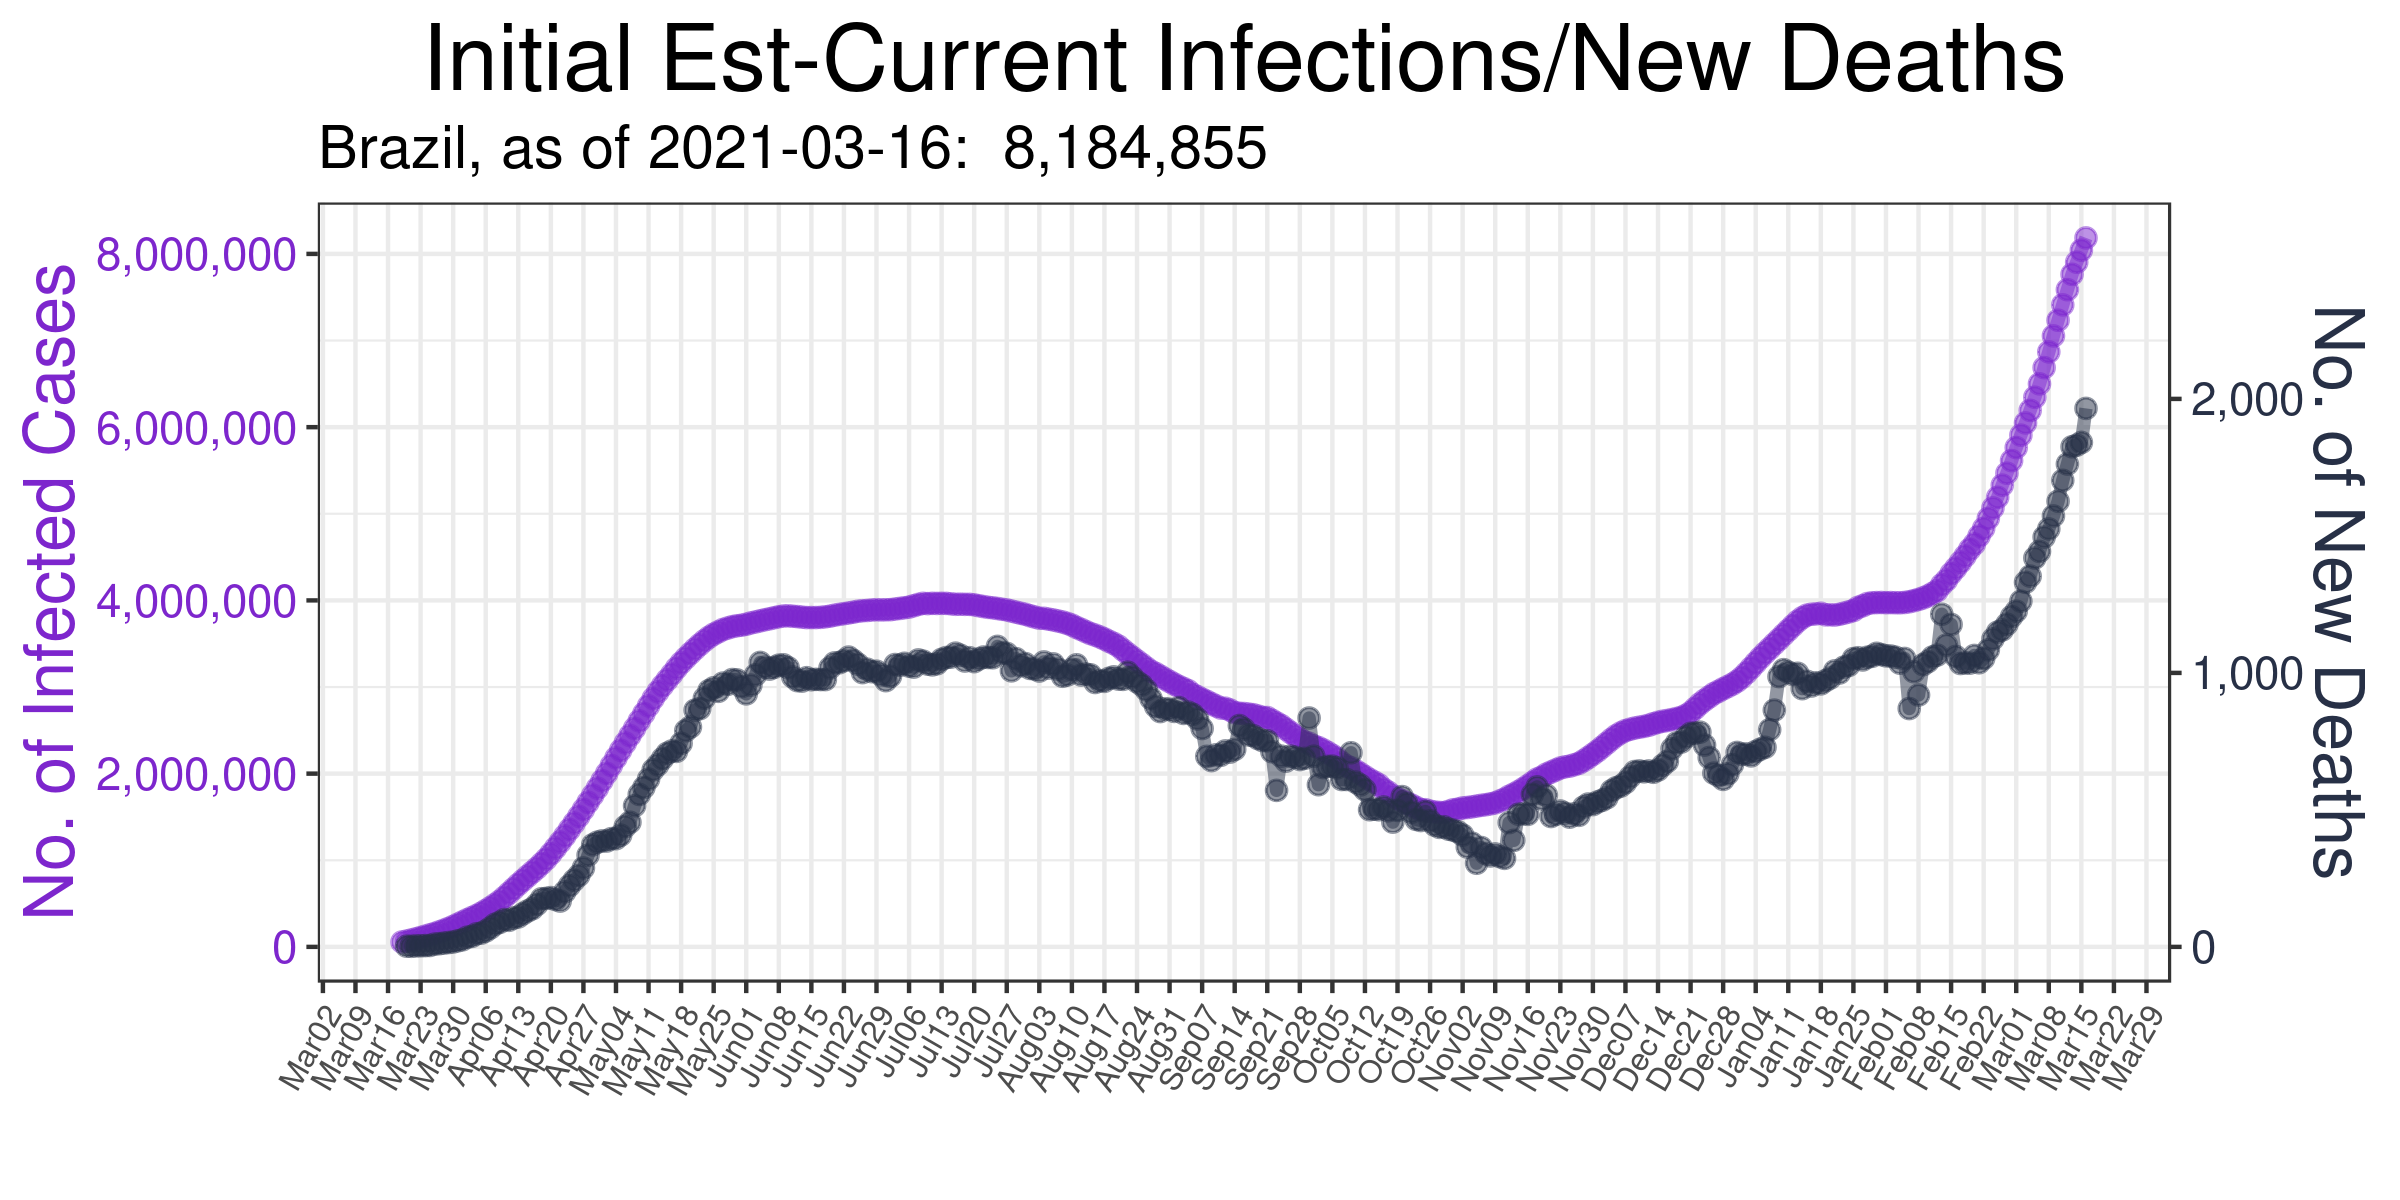 Initial Est-Current Infections/New Deaths
Brazil, as of 2021-03-16:  8,184,855
No. of Infected Cases
8,000,000
6,000,000
4,000,000
2,000,000
0
2,000
1,000
0
No. of New Deaths
Mar02 Mar09 Mar16 Mar23 Mar30 Apr06 Apr13 Apr20 Apr27 May04 May11 May18 May25 Jun01 Jun08 Jun15 Jun22 Jun29 Jul06 Jul13 Jul20 Jul27 Aug03 Aug10 Aug17 Aug24 Aug31 Sep07 Sep14 Sep21 Sep28 Oct05 Oct12 Oct19 Oct26 Nov02 Nov09 Nov16 Nov23 Nov30 Dec07 Dec14 Dec21 Dec28 Jan04 Jan11 Jan18 Jan25 Feb01 Feb08 Feb15 Feb22 Mar01 Mar08 Mar15 Mar22 Mar29